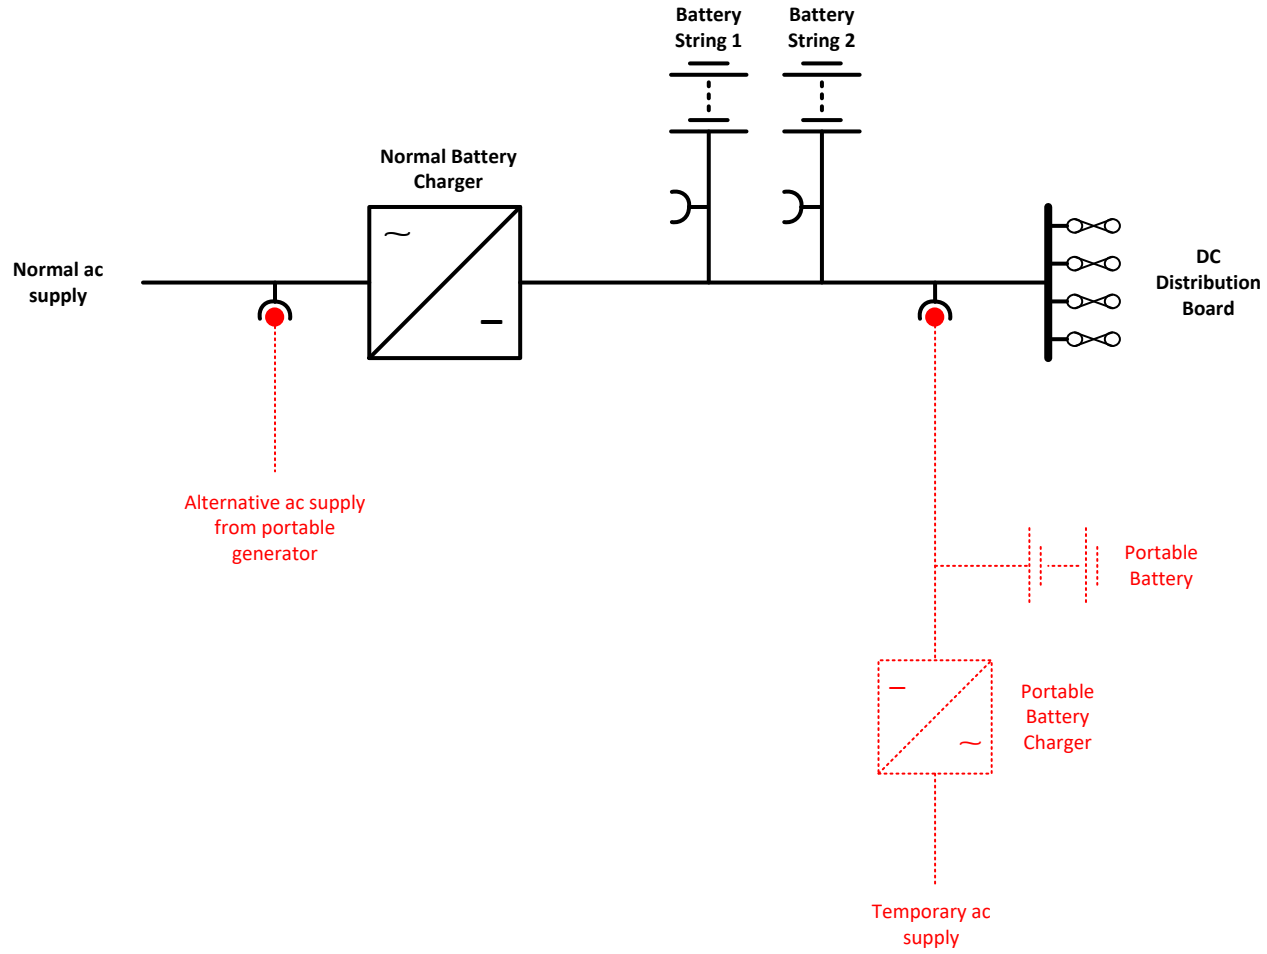 Battery
String 1
Battery
String 2
Normal Battery
Charger
Normal ac
supply
DC
Distribution
Board
Alternative ac supply
from portable
generator
Portable
Battery
Portable
Battery
Charger
Temporary ac
supply